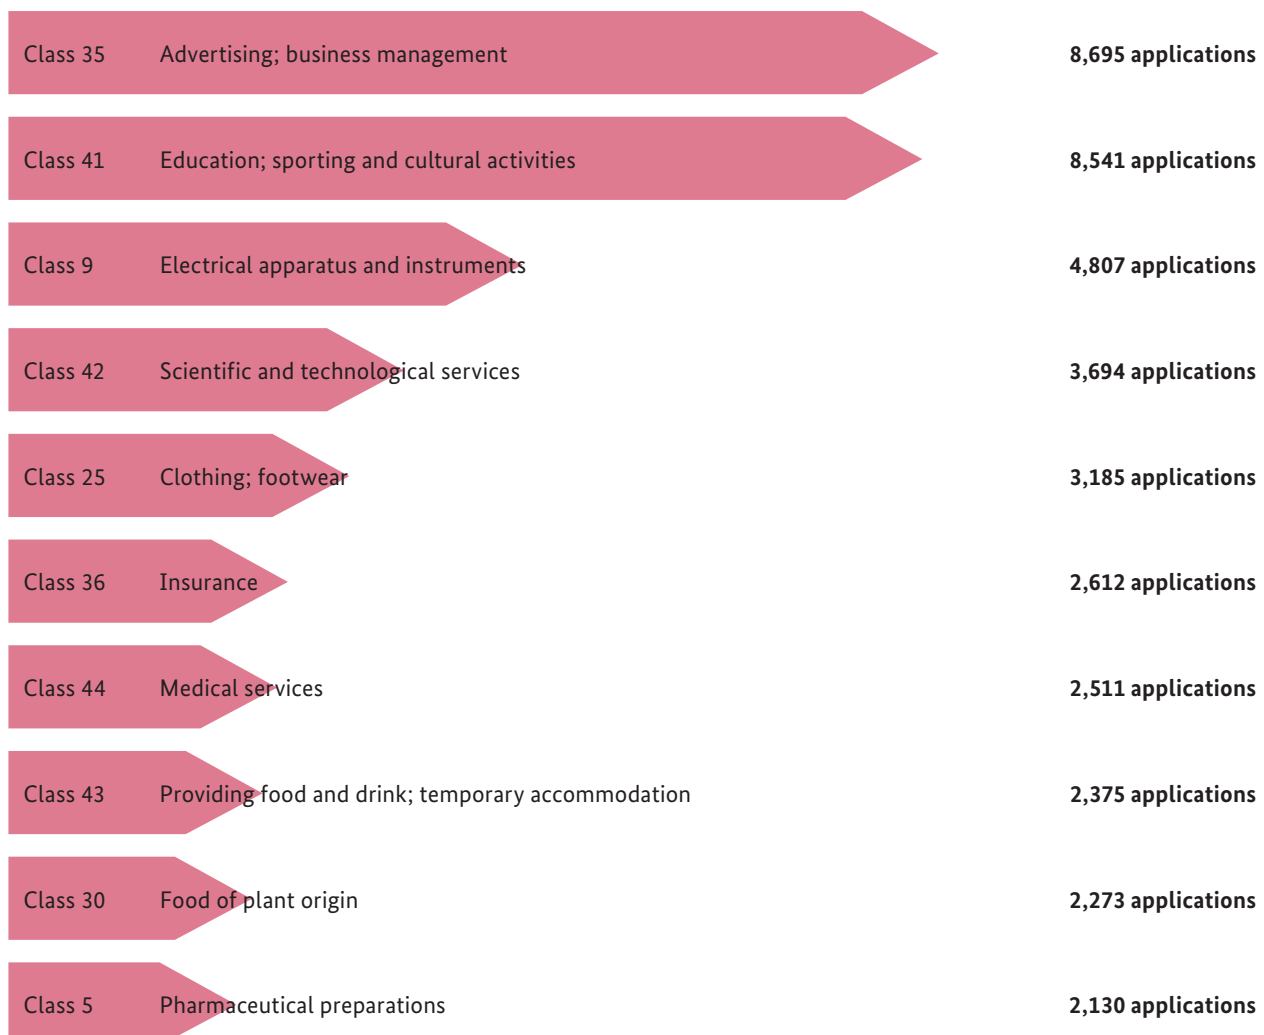 Class 35 Advertising; business management 8,695 applications
Class 41 Education; sporting and cultural activities 8,541 applications
Class 9 Electrical apparatus and instruments 4,807 applications
Class 42 Scientific and technological services 3,694 applications
Class 25 Clothing; footwear 3,185 applications
Class 36 Insurance 2,612 applications
Class 44 Medical services 2,511 applications
Class 43 Providing food and drink; temporary accommodation 2,375 applications
Class 30 Food of plant origin 2,273 applications
Class 5 Pharmaceutical preparations 2,130 applications